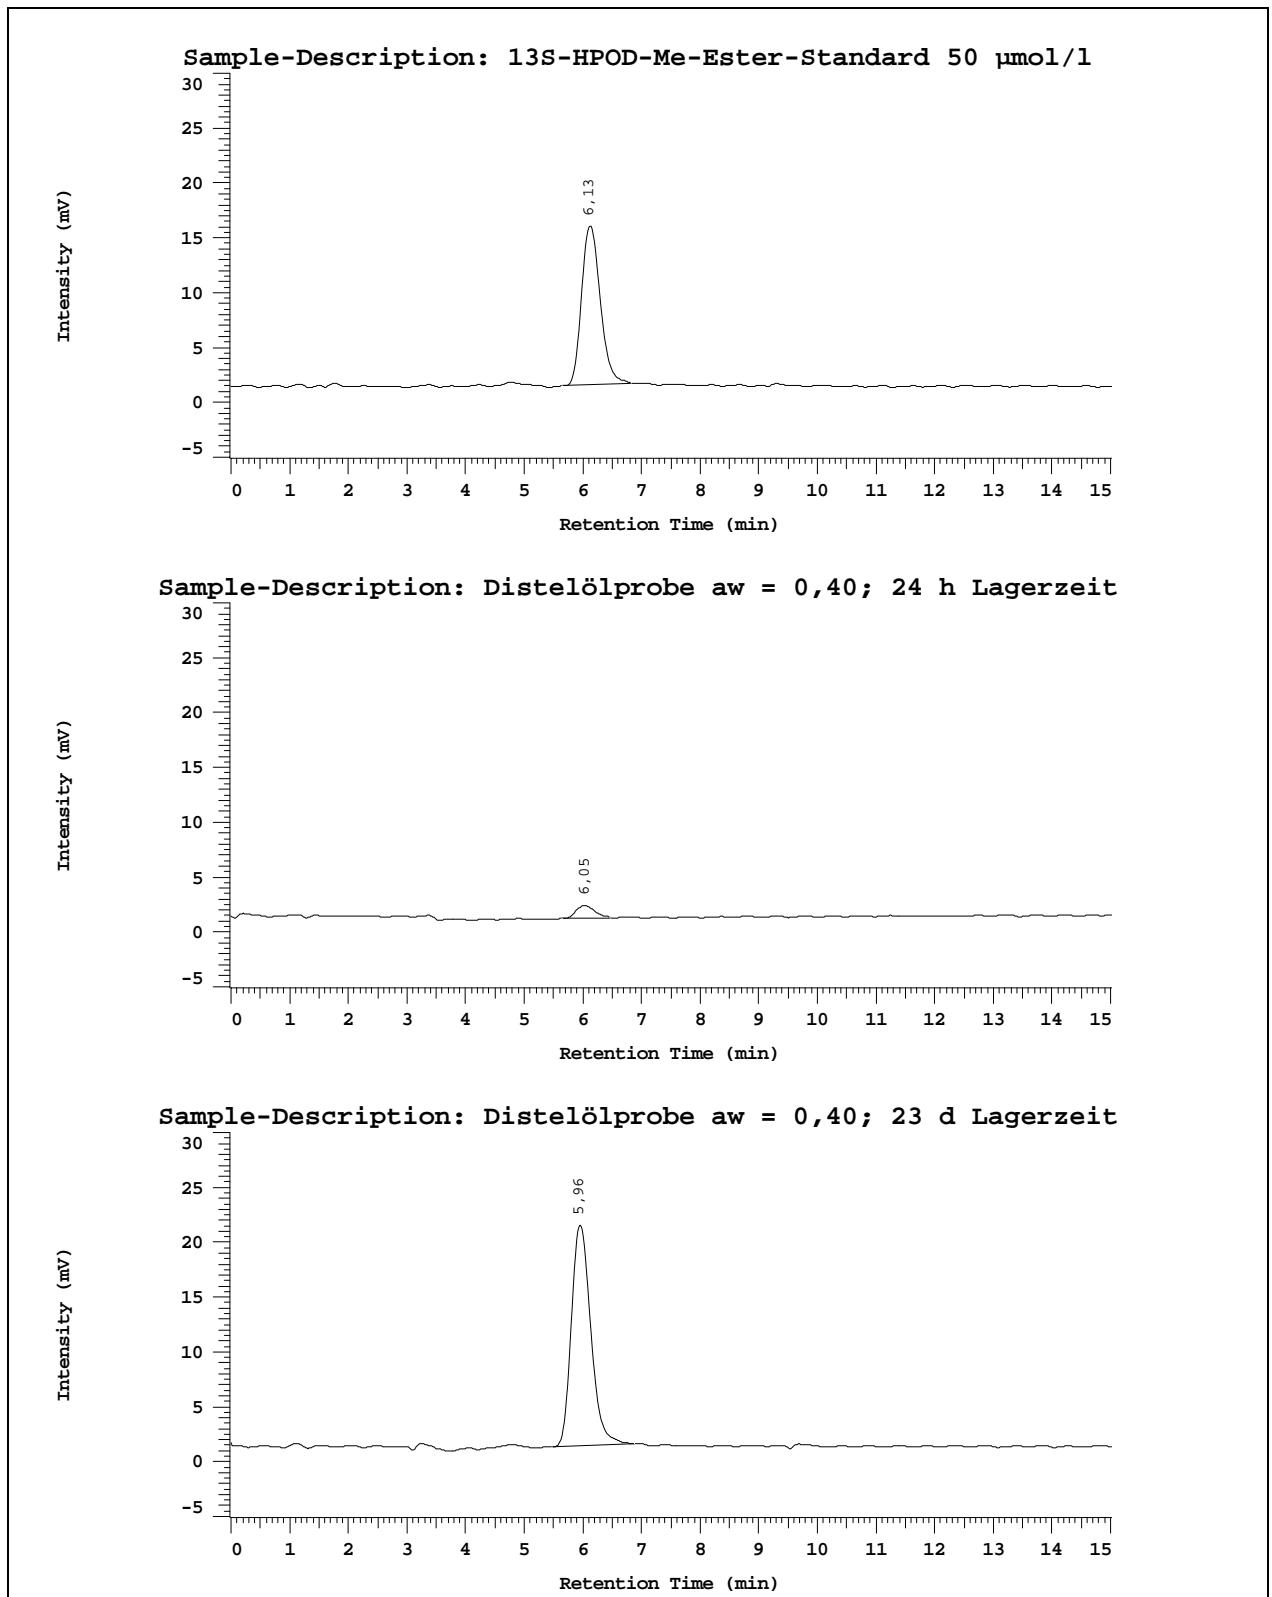 Sample-Description: 13S-HPOD-Me-Ester-Standard 50 µmol/l
30
25
20
15
10
5
0
-5
Intensity (mV)
6,13
0 1 2 3 4 5 6 7 8 9 10 11 12 13 14 15
Retention Time (min)
Sample-Description: Distelölprobe aw = 0,40; 24 h Lagerzeit
30
25
20
15
10
5
0
-5
Intensity (mV)
6,05
0 1 2 3 4 5 6 7 8 9 10 11 12 13 14 15
Retention Time (min)
Sample-Description: Distelölprobe aw = 0,40; 23 d Lagerzeit
30
25
20
15
10
5
0
-5
Intensity (mV)
5,96
0 1 2 3 4 5 6 7 8 9 10 11 12 13 14 15
Retention Time (min)